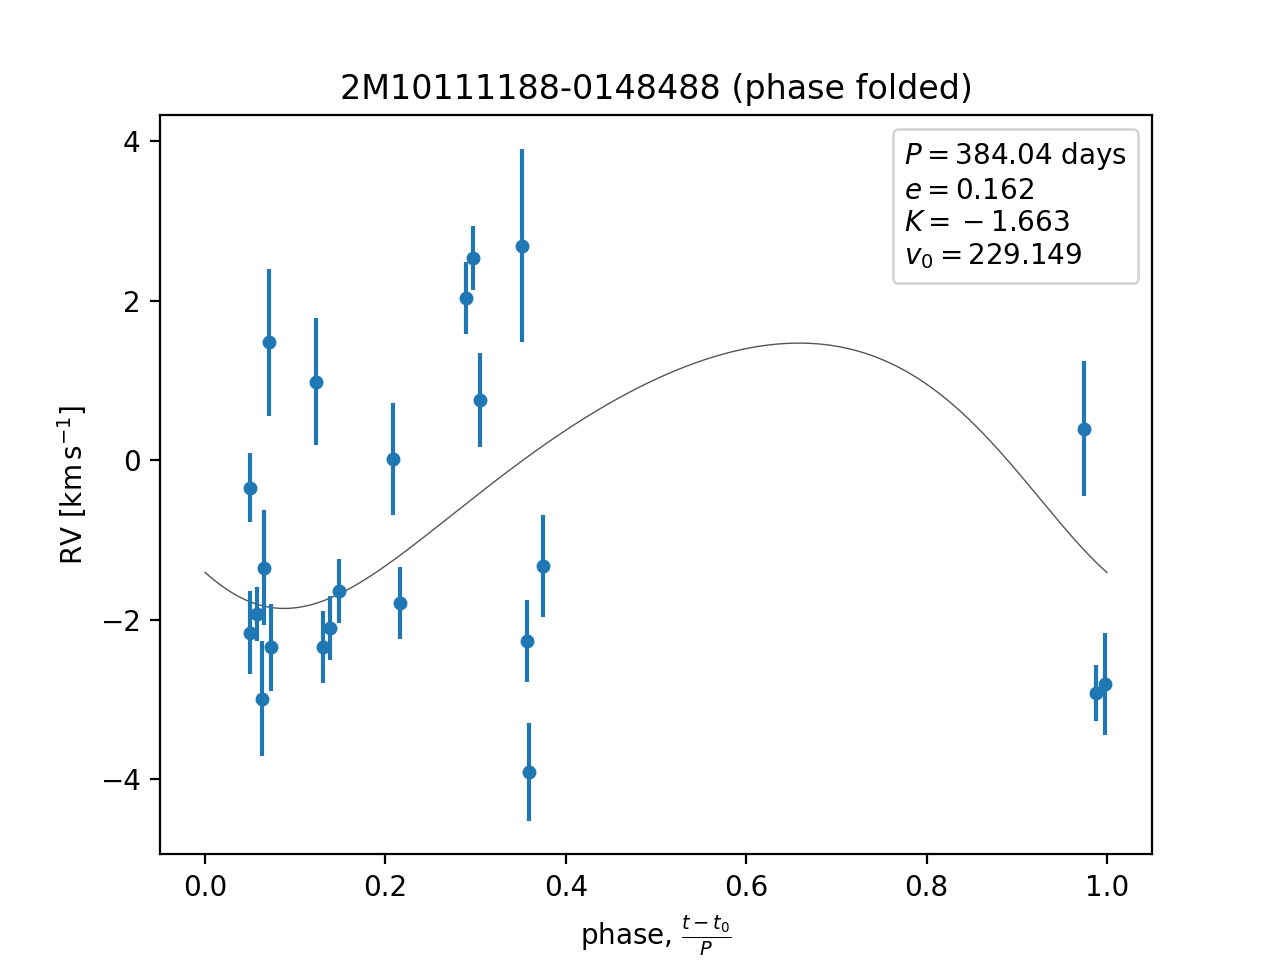 2M10111188-0148488 (phase folded)
P = 384.04 days
e = 0.162
K = −1.663
v₀ = 229.149
4
2
0
−2
−4
RV [km s⁻¹]
0.0 0.2 0.4 0.6 0.8 1.0
phase, (t − t₀)/P